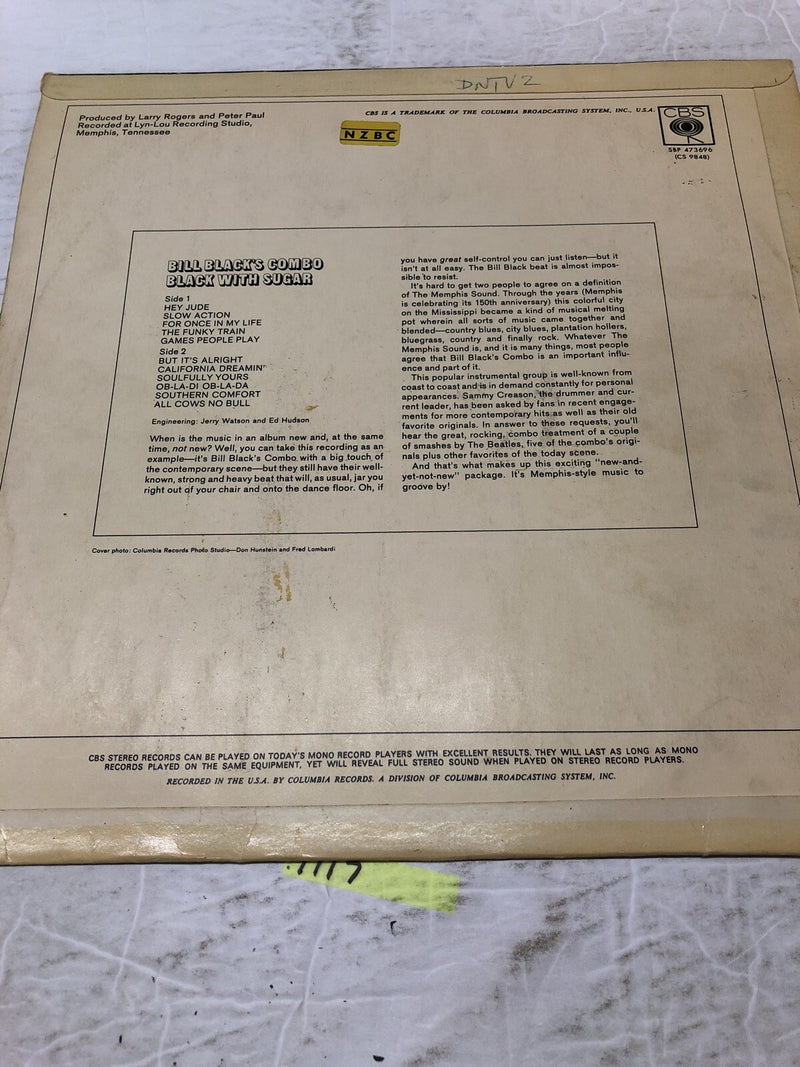 DNTV 2
Produced by Larry Rogers and Peter Paul
Recorded at Lyn-Lou Recording Studio,
Memphis, Tennessee
CBS IS A TRADEMARK OF THE COLUMBIA BROADCASTING SYSTEM, INC., U.S.A.
NZBC
CBS
SBP 473696
(CS 9848)
BILL BLACK'S COMBO
BLACK WITH SUGAR
Side 1
HEY JUDE
SLOW ACTION
FOR ONCE IN MY LIFE
THE FUNKY TRAIN
GAMES PEOPLE PLAY
Side 2
BUT IT'S ALRIGHT
CALIFORNIA DREAMIN'
SOULFULLY YOURS
OB-LA-DI OB-LA-DA
SOUTHERN COMFORT
ALL COWS NO BULL
Engineering: Jerry Watson and Ed Hudson
When is the music in an album new and, at the same
time, not new? Well, you can take this recording as an
example—it's Bill Black's Combo with a big touch of
the contemporary scene—but they still have their well-
known, strong and heavy beat that will, as usual, jar you
right out of your chair and onto the dance floor. Oh, if
you have great self-control you can just listen—but it
isn't at all easy. The Bill Black beat is almost impos-
sible to resist.
It's hard to get two people to agree on a definition
of The Memphis Sound. Through the years (Memphis
is celebrating its 150th anniversary) this colorful city
on the Mississippi became a kind of musical melting
pot wherein all sorts of music came together and
blended—country blues, city blues, plantation hollers,
bluegrass, country and finally rock. Whatever The
Memphis Sound is, and it is many things, most people
agree that Bill Black's Combo is an important influ-
ence and part of it.
This popular instrumental group is well-known from
coast to coast and is in demand constantly for personal
appearances. Sammy Creason, the drummer and cur-
rent leader, has been asked by fans in recent engage-
ments for more contemporary hits as well as their old
favorite originals. In answer to these requests, you'll
hear the great, rocking, combo treatment of a couple
of smashes by The Beatles, five of the combo's origi-
nals plus other favorites of the today scene.
And that's what makes up this exciting "new-and-
yet-not-new" package. It's Memphis-style music to
groove by!
Cover photo: Columbia Records Photo Studio—Don Hunstein and Fred Lombardi
CBS STEREO RECORDS CAN BE PLAYED ON TODAY'S MONO RECORD PLAYERS WITH EXCELLENT RESULTS. THEY WILL LAST AS LONG AS MONO
RECORDS PLAYED ON THE SAME EQUIPMENT, YET WILL REVEAL FULL STEREO SOUND WHEN PLAYED ON STEREO RECORD PLAYERS.
RECORDED IN THE U.S.A. BY COLUMBIA RECORDS. A DIVISION OF COLUMBIA BROADCASTING SYSTEM, INC.